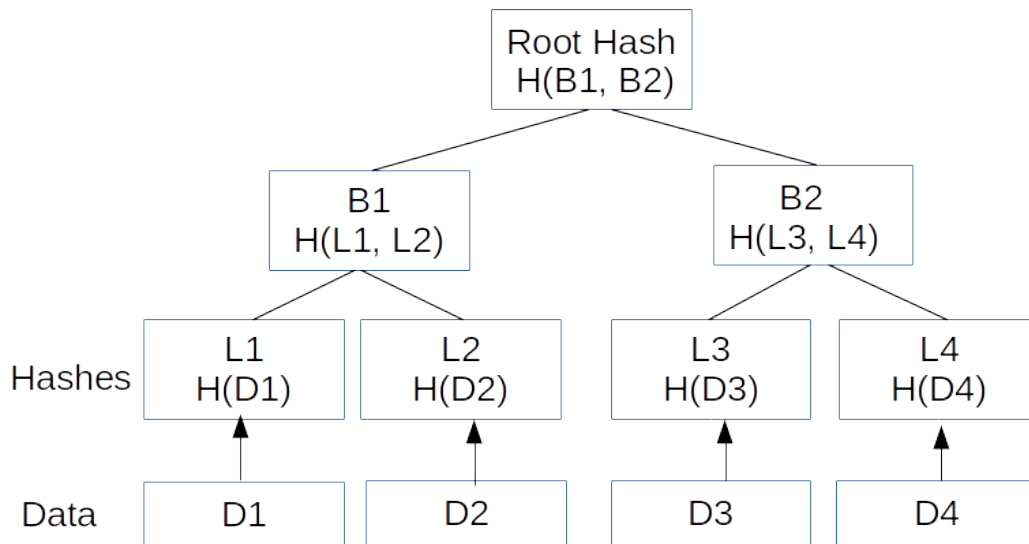 Root Hash
H(B1, B2)
B1
H(L1, L2)
B2
H(L3, L4)
Hashes
L1
H(D1)
L2
H(D2)
L3
H(D3)
L4
H(D4)
Data
D1
D2
D3
D4